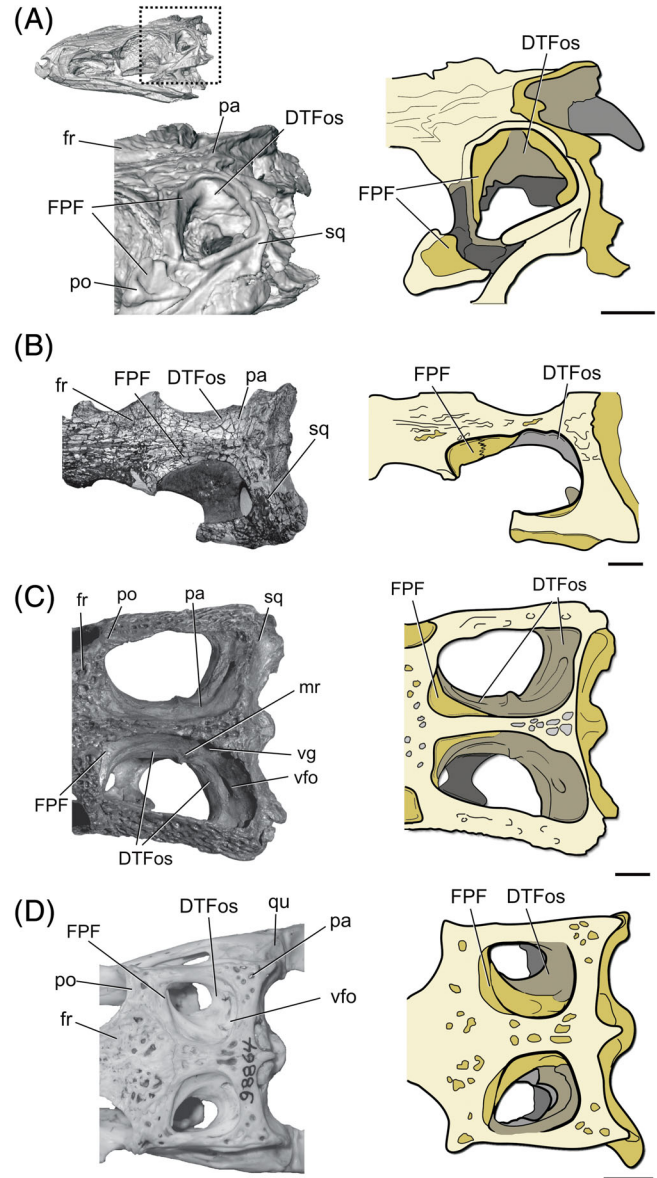 (A)
DTFos
pa
DTFos
fr
FPF
FPF
sq
po
(B)
FPF
DTFos
pa
fr
sq
FPF
DTFos
(C)
fr
po
pa
sq
FPF
DTFos
mr
vg
vfo
FPF
DTFos
(D)
DTFos
qu
FPF
pa
po
vfo
fr
98864
FPF
DTFos